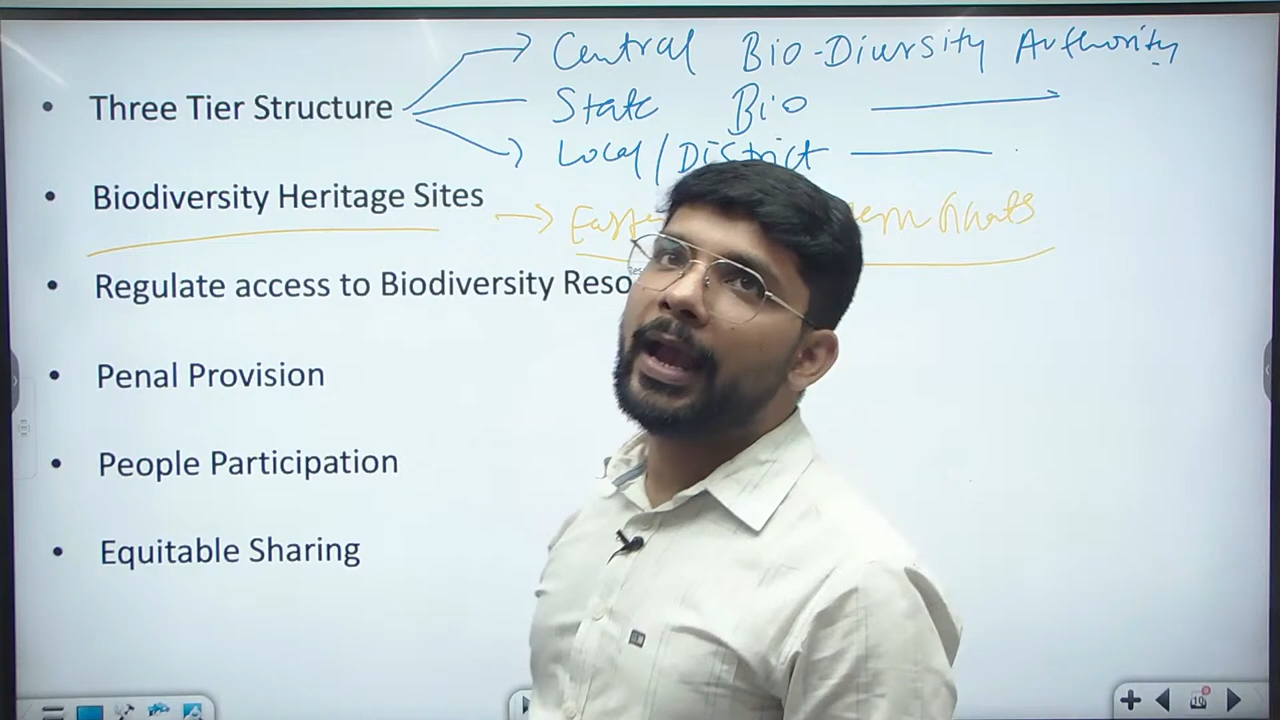 Central Bio-Diversity Authority
• Three Tier Structure
State Bio
Local/District
• Biodiversity Heritage Sites
Ghats
• Regulate access to Biodiversity Reso
• Penal Provision
• People Participation
• Equitable Sharing